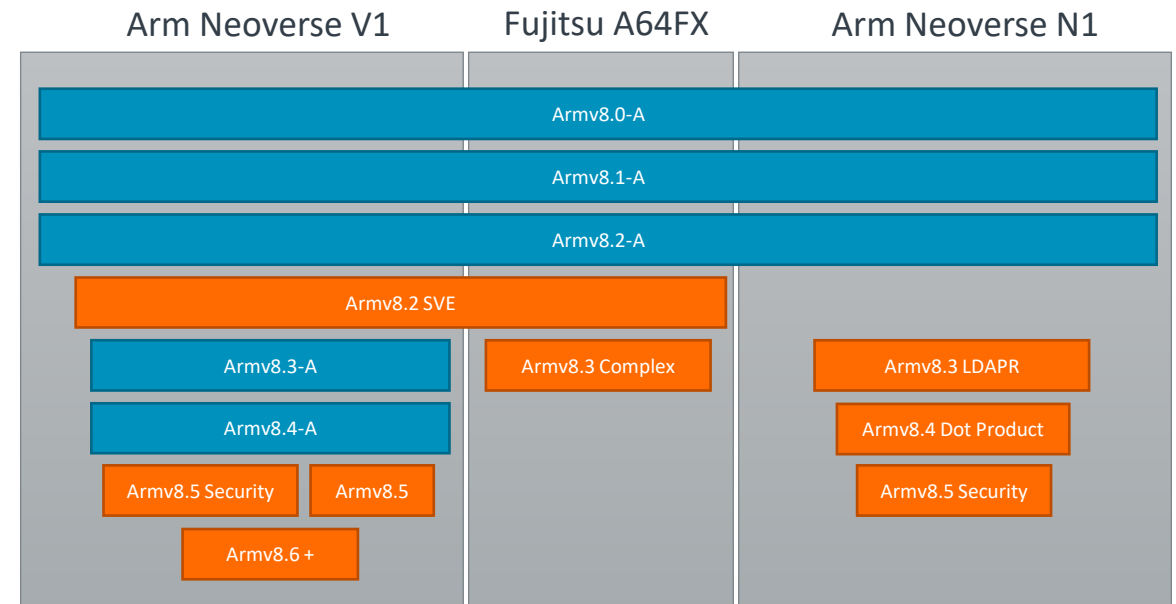 Arm Neoverse V1
Fujitsu A64FX
Arm Neoverse N1
Armv8.0-A
Armv8.1-A
Armv8.2-A
Armv8.2 SVE
Armv8.3-A
Armv8.3 Complex
Armv8.3 LDAPR
Armv8.4-A
Armv8.4 Dot Product
Armv8.5 Security
Armv8.5
Armv8.5 Security
Armv8.6 +